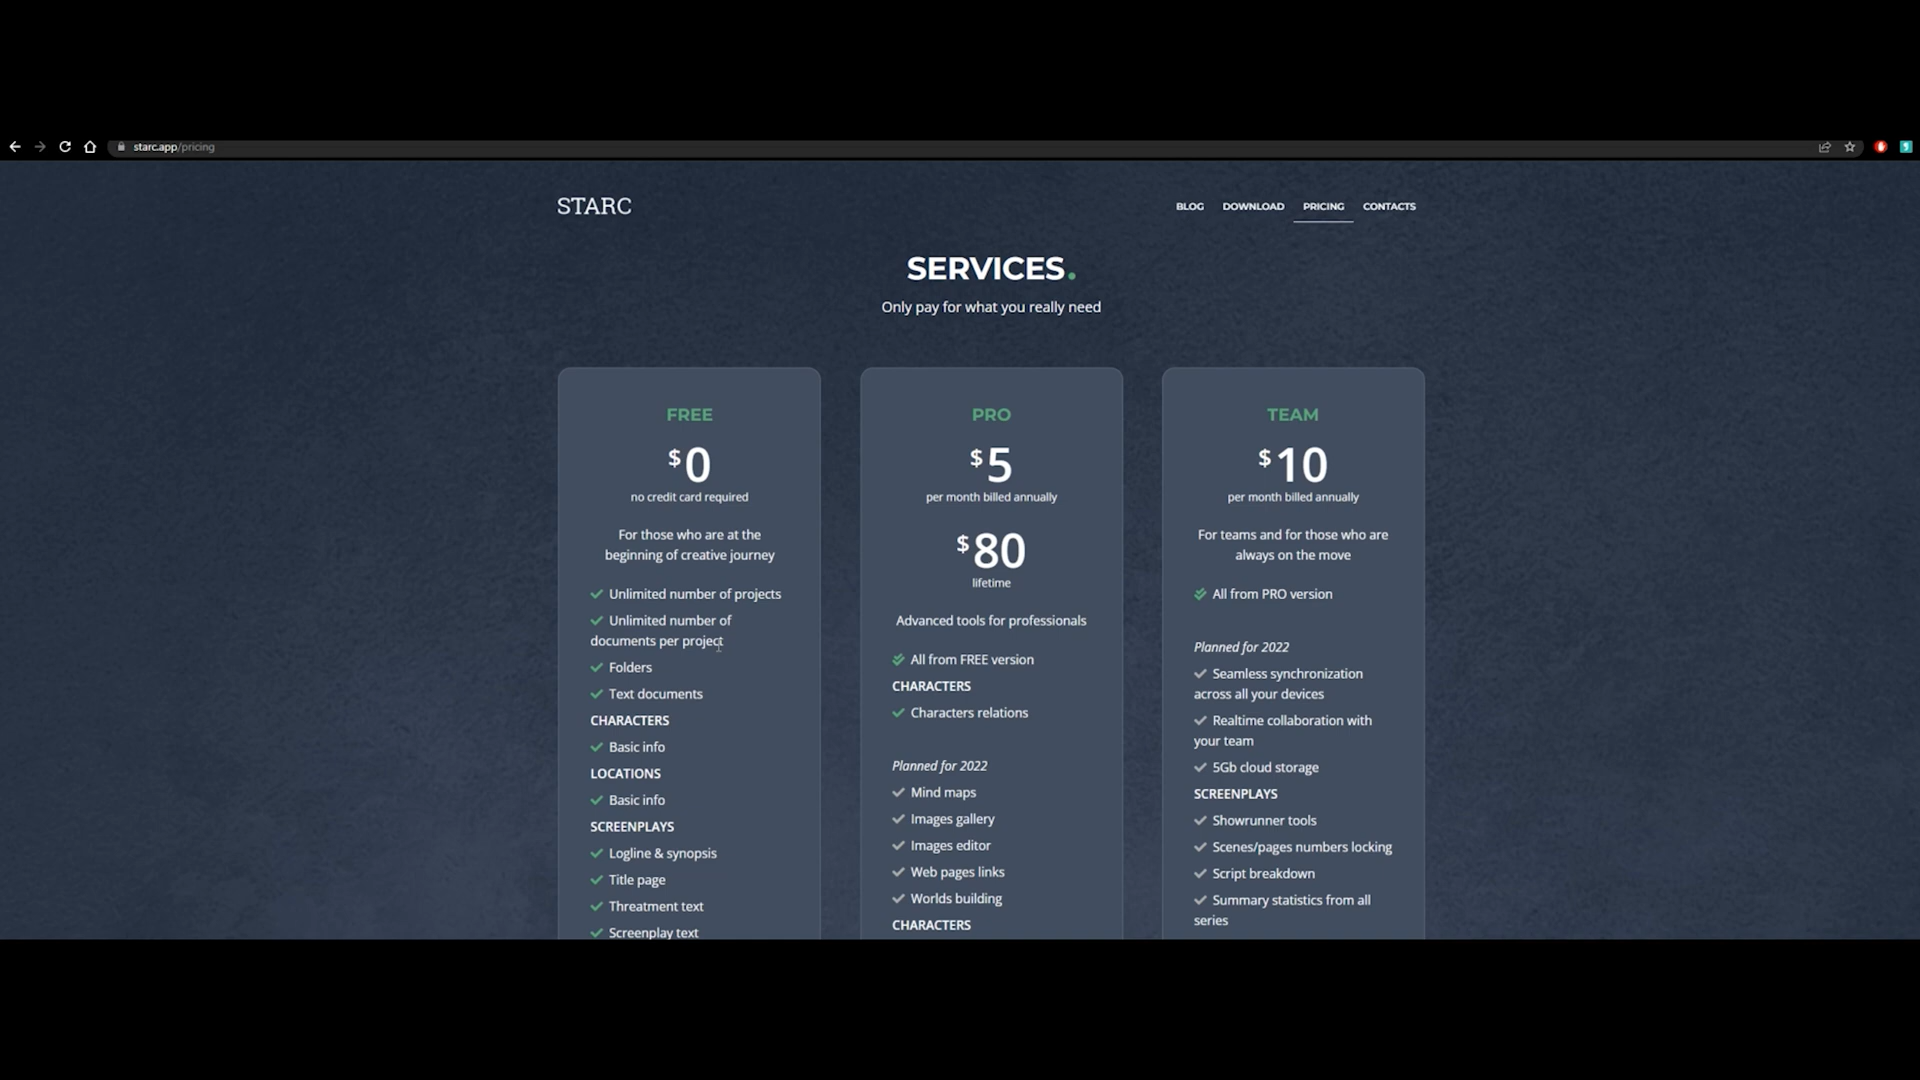 starc.app/pricing
STARC
BLOG DOWNLOAD PRICING CONTACTS
SERVICES.
Only pay for what you really need
FREE
$0
no credit card required
For those who are at the
beginning of creative journey
Unlimited number of projects
Unlimited number of
documents per project
Folders
Text documents
CHARACTERS
Basic info
LOCATIONS
Basic info
SCREENPLAYS
Logline & synopsis
Title page
Threatment text
Screenplay text
PRO
$5
per month billed annually
$80
lifetime
Advanced tools for professionals
All from FREE version
CHARACTERS
Characters relations
Planned for 2022
Mind maps
Images gallery
Images editor
Web pages links
Worlds building
CHARACTERS
TEAM
$10
per month billed annually
For teams and for those who are
always on the move
All from PRO version
Planned for 2022
Seamless synchronization
across all your devices
Realtime collaboration with
your team
5Gb cloud storage
SCREENPLAYS
Showrunner tools
Scenes/pages numbers locking
Script breakdown
Summary statistics from all
series